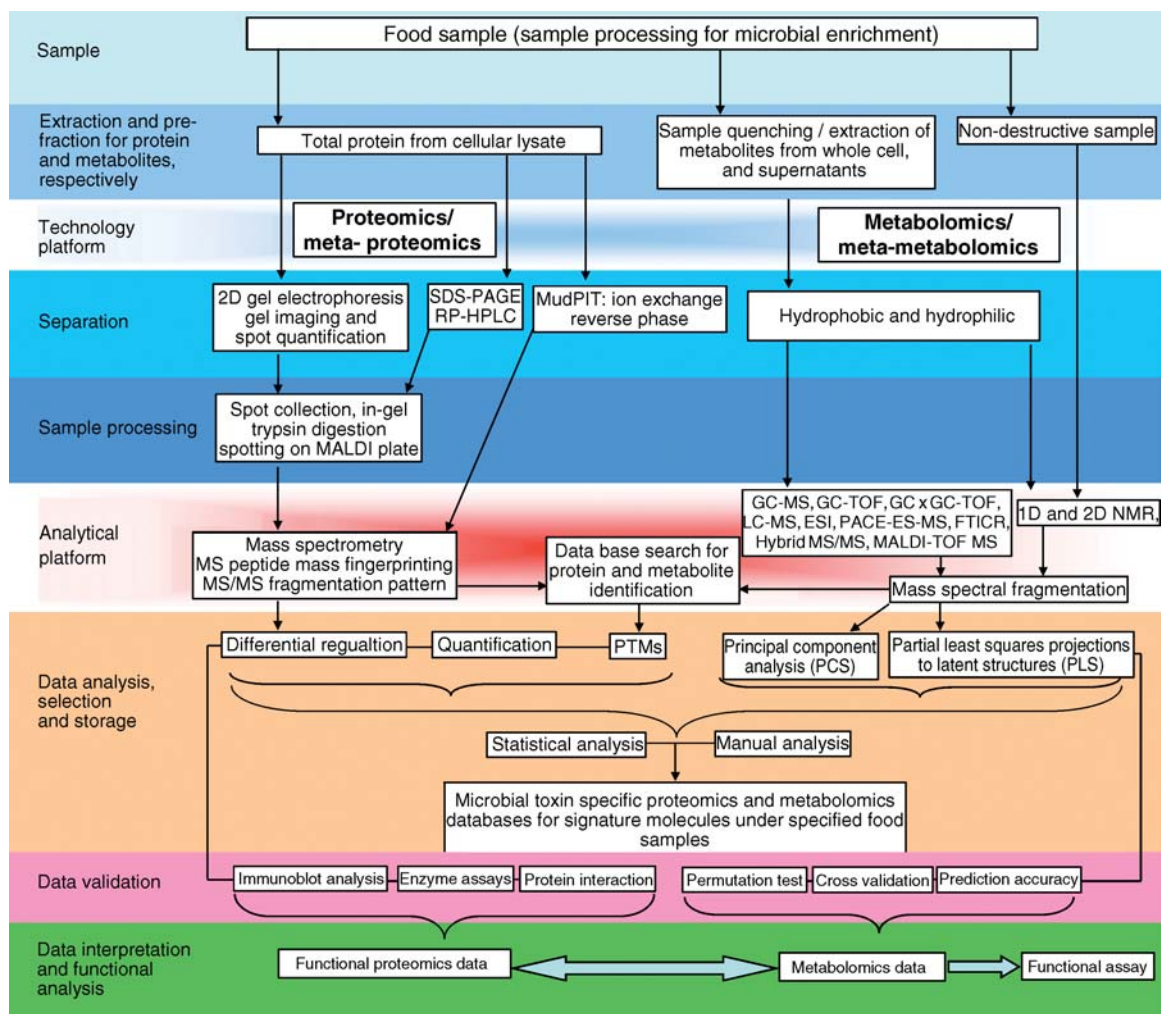 Sample
Food sample (sample processing for microbial enrichment)
Extraction and pre-
fraction for protein
and metabolites,
respectively
Total protein from cellular lysate
Sample quenching / extraction of
metabolites from whole cell,
and supernatants
Non-destructive sample
Technology
platform
Proteomics/
meta- proteomics
Metabolomics/
meta-metabolomics
Separation
2D gel electrophoresis
gel imaging and
spot quantification
SDS-PAGE
RP-HPLC
MudPIT: ion exchange
reverse phase
Hydrophobic and hydrophilic
Sample processing
Spot collection, in-gel
trypsin digestion
spotting on MALDI plate
Analytical
platform
Mass spectrometry
MS peptide mass fingerprinting
MS/MS fragmentation pattern
Data base search for
protein and metabolite
identification
GC-MS, GC-TOF, GC x GC-TOF,
LC-MS, ESI, PACE-ES-MS, FTICR,
Hybrid MS/MS, MALDI-TOF MS
1D and 2D NMR,
Mass spectral fragmentation
Data analysis,
selection
and storage
Differential regualtion
Quantification
PTMs
Principal component
analysis (PCS)
Partial least squares projections
to latent structures (PLS)
Statistical analysis
Manual analysis
Microbial toxin specific proteomics and metabolomics
databases for signature molecules under specified food
samples
Data validation
Immunoblot analysis
Enzyme assays
Protein interaction
Permutation test
Cross validation
Prediction accuracy
Data interpretation
and functional
analysis
Functional proteomics data
Metabolomics data
Functional assay